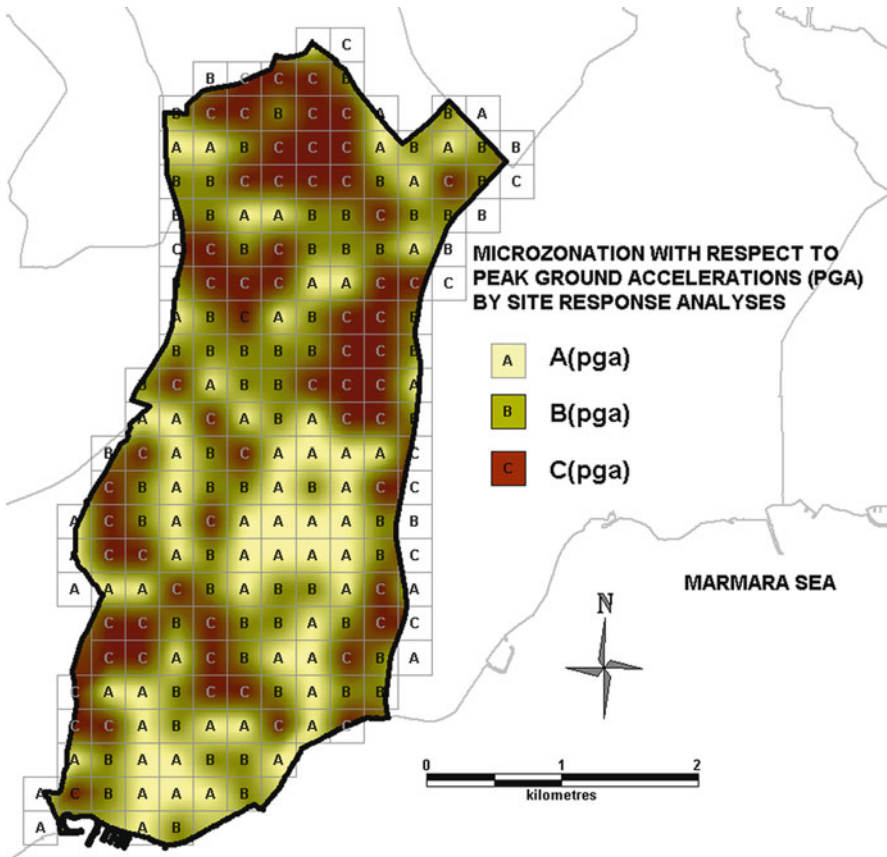 C
B C C C B
B C C B C C A B A
A A B C C C A B A B B
B B C C C C B A C B C
B B A A B B C B B B
C C B C B B B A B
C C C A A C C C
A B C A B C C B
B B B B B C C B
B C A B B C C C A
A A C A B A C C B
B C A B C A A A A C
C B A B B A B A C C
A C B A C A A A A B B
A C C A B A A A A B C
A A A C B A B B A C A
C C B C B B A B C C
C C A C B A A C B A
C A A B C C B A B B
C C A B A A C A C
A B A A B B A
A C B A A A B
A A B
MICROZONATION WITH RESPECT TO
PEAK GROUND ACCELERATIONS (PGA)
BY SITE RESPONSE ANALYSES
A A(pga)
B B(pga)
C C(pga)
MARMARA SEA
N
0 1 2
kilometres